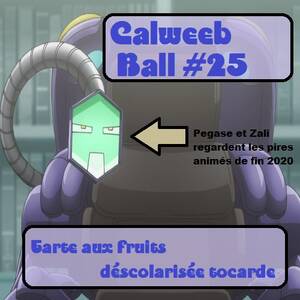 Calweeb
Ball #25
Pegase et Zali
regardent les pires
animés de fin 2020
Tarte aux fruits
déscolarisée tocarde